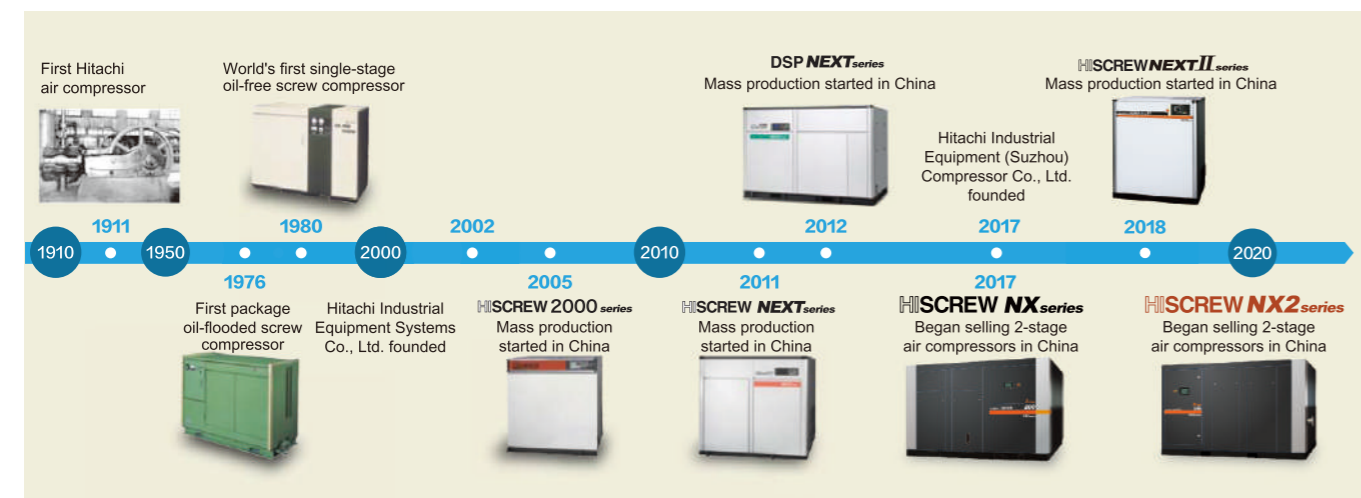 First Hitachi
air compressor
World's first single-stage
oil-free screw compressor
DSP NEXT series
Mass production started in China
Hitachi Industrial
Equipment (Suzhou)
Compressor Co., Ltd.
founded
HISCREW NEXT II series
Mass production started in China
1911
1980
2002
2012
2017
2018
1910
1950
2000
2010
2020
1976
First package
oil-flooded screw
compressor
Hitachi Industrial
Equipment Systems
Co., Ltd. founded
2005
HISCREW 2000 series
Mass production
started in China
2011
HISCREW NEXT series
Mass production
started in China
2017
HISCREW NX series
Began selling 2-stage
air compressors in China
HISCREW NX2 series
Began selling 2-stage
air compressors in China